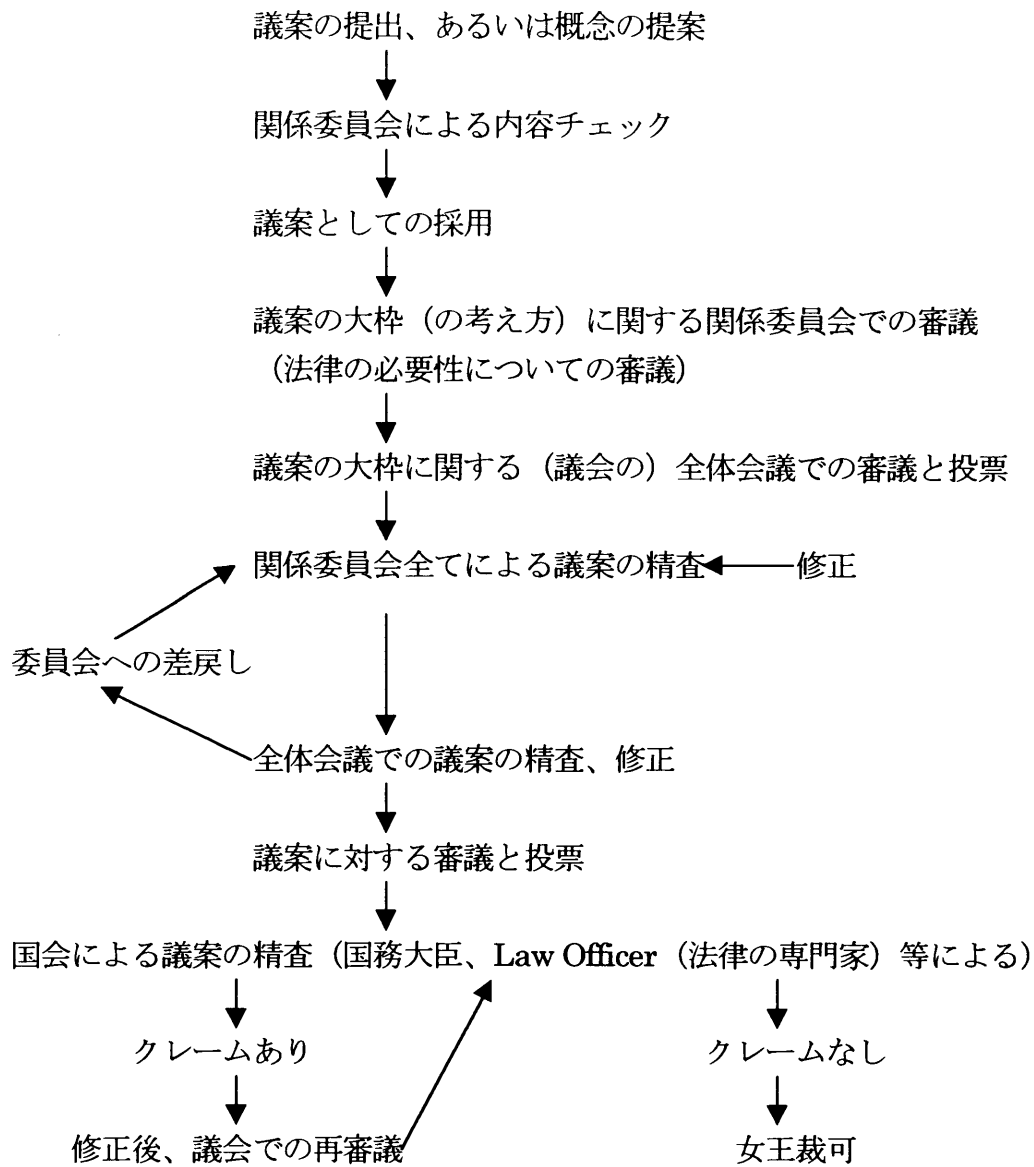 議案の提出、あるいは概念の提案
関係委員会による内容チェック
議案としての採用
議案の大枠（の考え方）に関する関係委員会での審議
（法律の必要性についての審議）
議案の大枠に関する（議会の）全体会議での審議と投票
関係委員会全てによる議案の精査
修正
委員会への差戻し
全体会議での議案の精査、修正
議案に対する審議と投票
国会による議案の精査（国務大臣、Law Officer（法律の専門家）等による）
クレームあり
クレームなし
修正後、議会での再審議
女王裁可